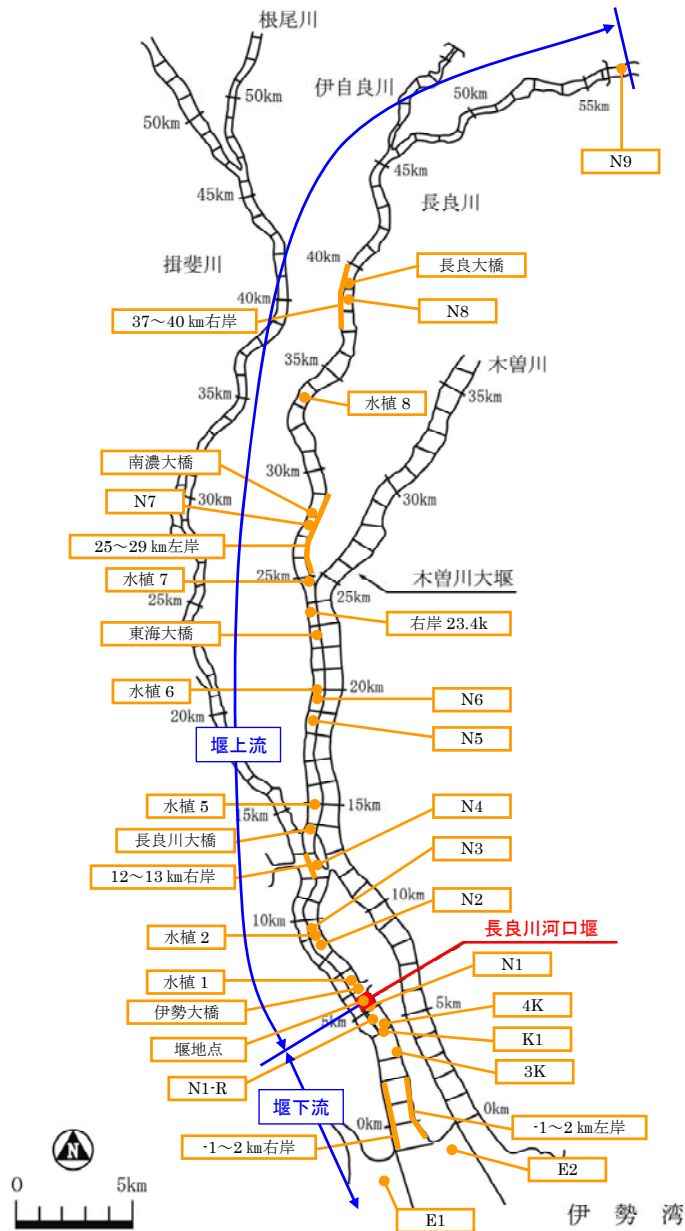 根尾川
伊自良川
50km
50km
50km
55km
N9
45km
45km
長良川
揖斐川
40km
長良大橋
40km
N8
37～40 ㎞右岸
35km
木曽川
35km
35km
水植 8
南濃大橋
30km
N7
30km
30km
25～29 ㎞左岸
水植 7
25km
木曽川大堰
25km
25km
右岸 23.4k
東海大橋
水植 6
20km
N6
20km
N5
堰上流
水植 5
15km
15km
N4
長良川大橋
N3
12～13 ㎞右岸
10km
N2
10km
水植 2
長良川河口堰
水植 1
N1
伊勢大橋
5km
4K
5km
堰地点
K1
3K
N1-R
堰下流
0km
0km
-1～2 ㎞左岸
-1～2 ㎞右岸
N
E2
0
5km
E1
伊勢湾